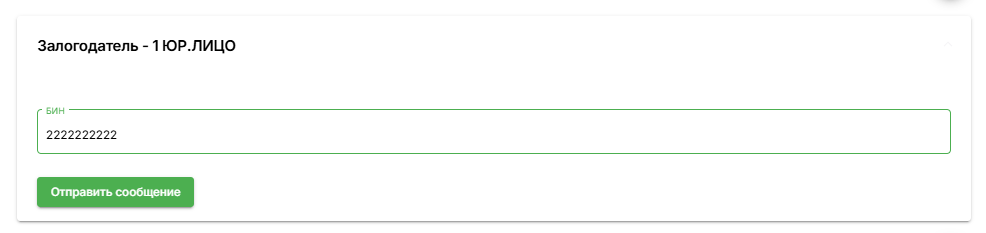 Залогодатель - 1 ЮР.ЛИЦО
БИН
2222222222
Отправить сообщение